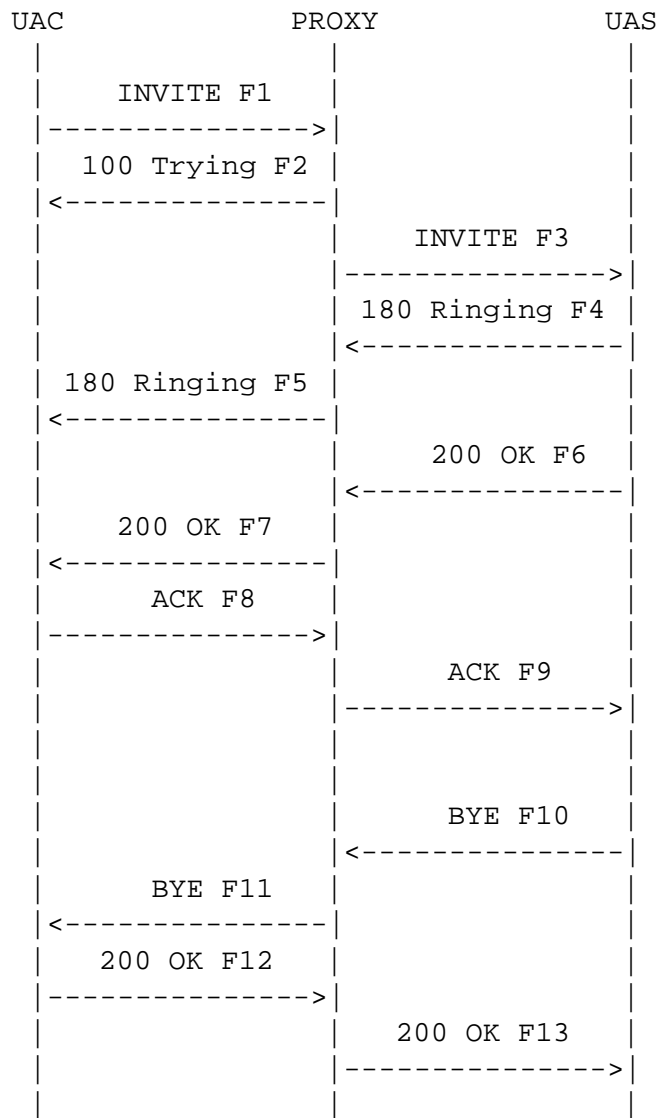 UAC PROXY UAS
INVITE F1
100 Trying F2
INVITE F3
180 Ringing F4
180 Ringing F5
200 OK F6
200 OK F7
ACK F8
ACK F9
BYE F10
BYE F11
200 OK F12
200 OK F13